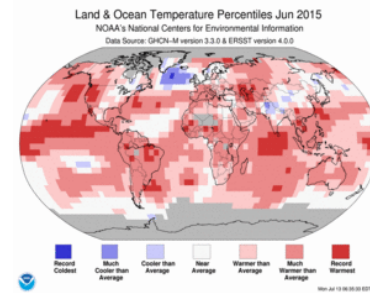 Land & Ocean Temperature Percentiles Jun 2015
NOAA's National Centers for Environmental Information
Data Source: GHCN-M version 3.3.0 & ERSST version 4.0.0
Record Coldest
Much Cooler than Average
Cooler than Average
Near Average
Warmer than Average
Much Warmer than Average
Record Warmest